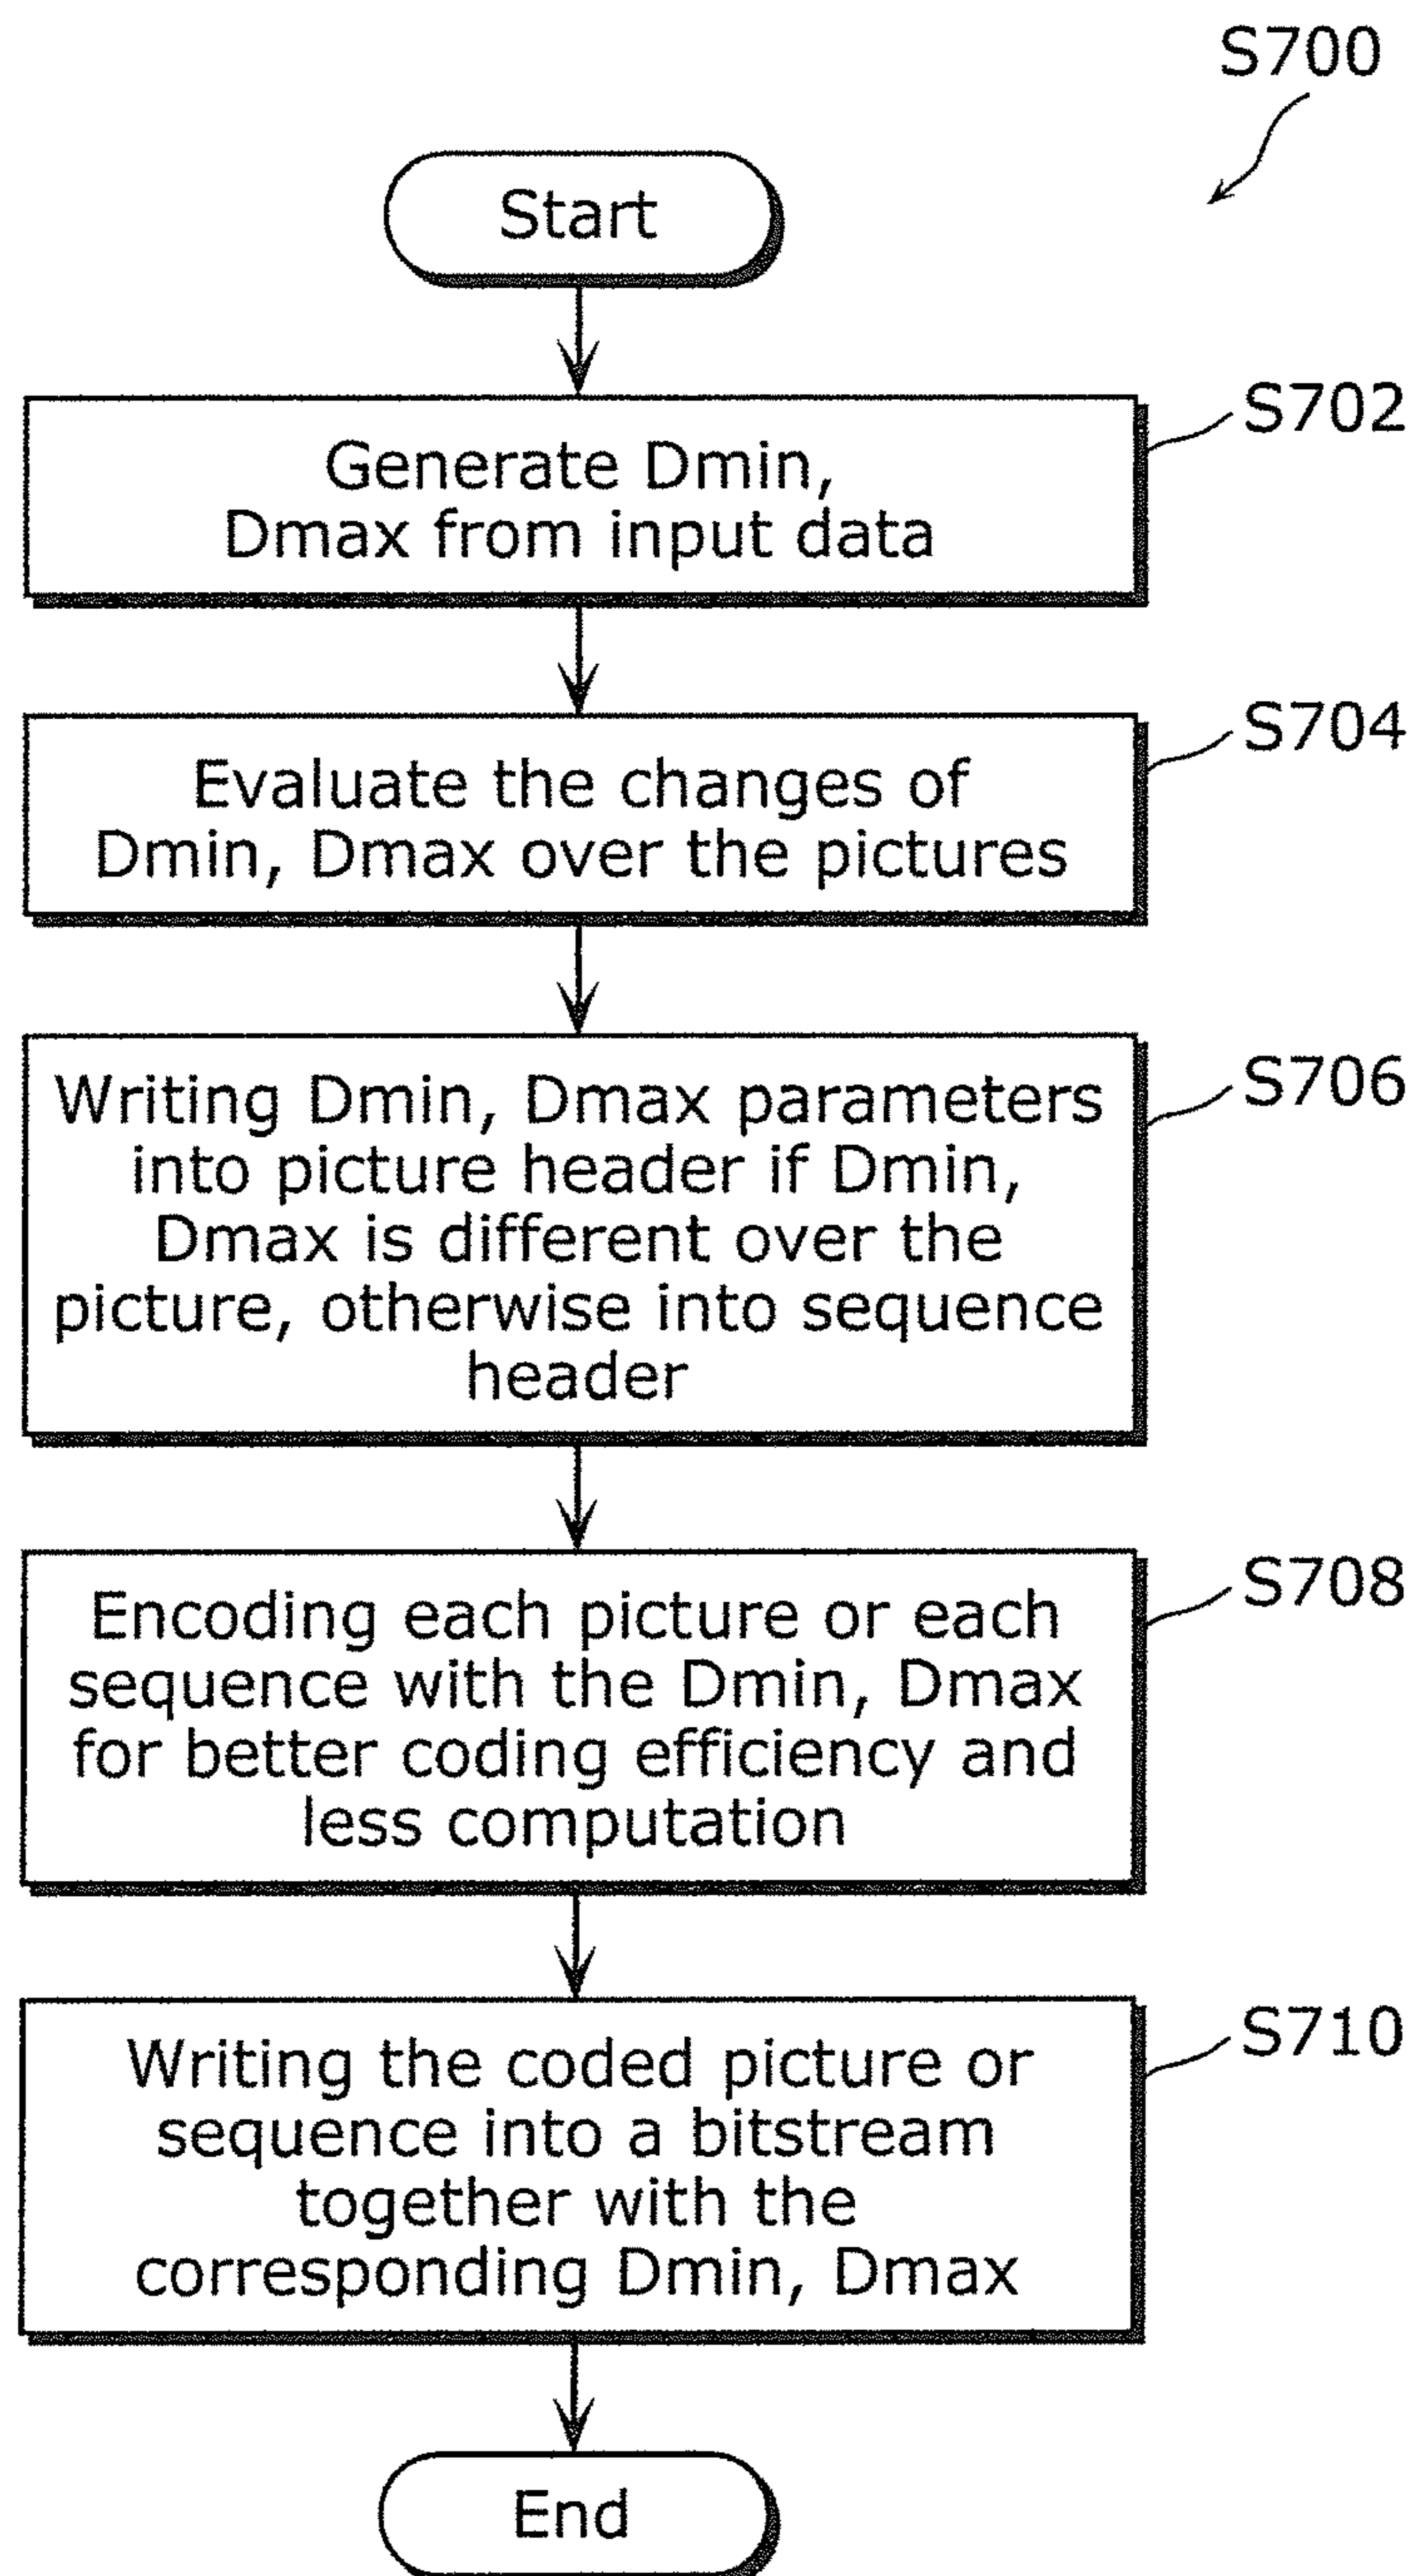 S700
Start
S702
Generate Dmin,
Dmax from input data
S704
Evaluate the changes of
Dmin, Dmax over the pictures
S706
Writing Dmin, Dmax parameters
into picture header if Dmin,
Dmax is different over the
picture, otherwise into sequence
header
S708
Encoding each picture or each
sequence with the Dmin, Dmax
for better coding efficiency and
less computation
S710
Writing the coded picture or
sequence into a bitstream
together with the
corresponding Dmin, Dmax
End